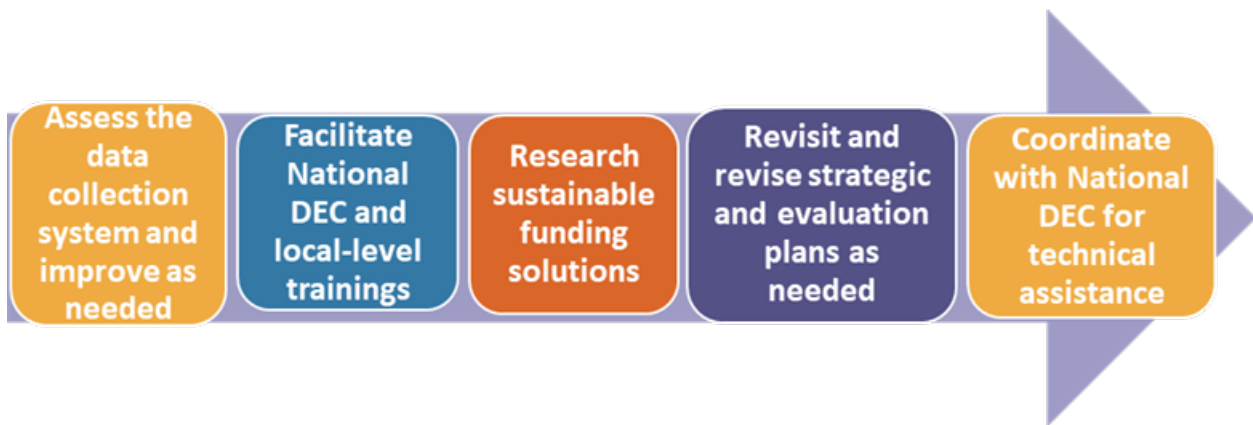 Assess the
data
collection
system and
improve as
needed
Facilitate
National
DEC and
local-level
trainings
Research
sustainable
funding
solutions
Revisit and
revise strategic
and evaluation
plans as
needed
Coordinate
with National
DEC for
technical
assistance